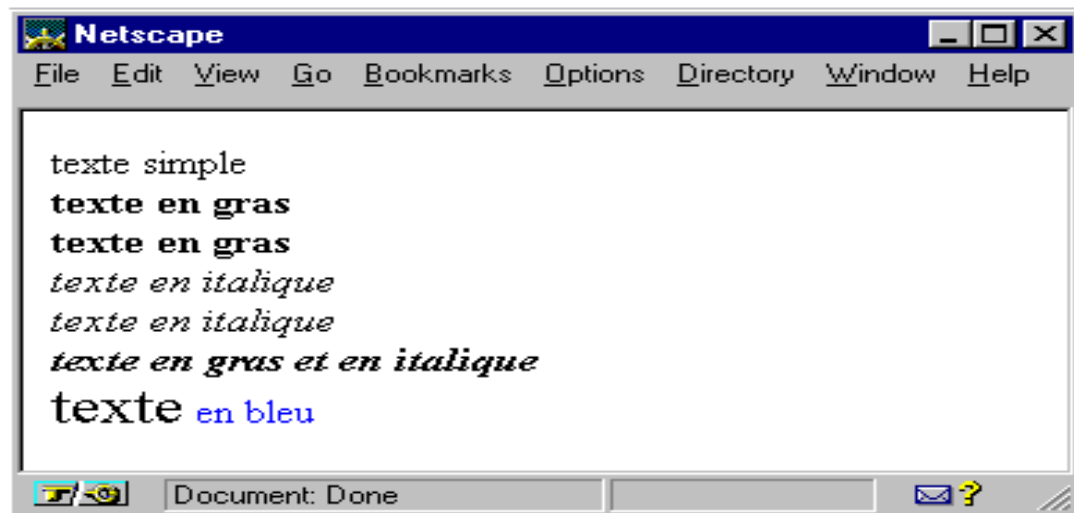 Netscape
File Edit View Go Bookmarks Options Directory Window Help
texte simple
texte en gras
texte en gras
texte en italique
texte en italique
texte en gras et en italique
texte en bleu
Document: Done